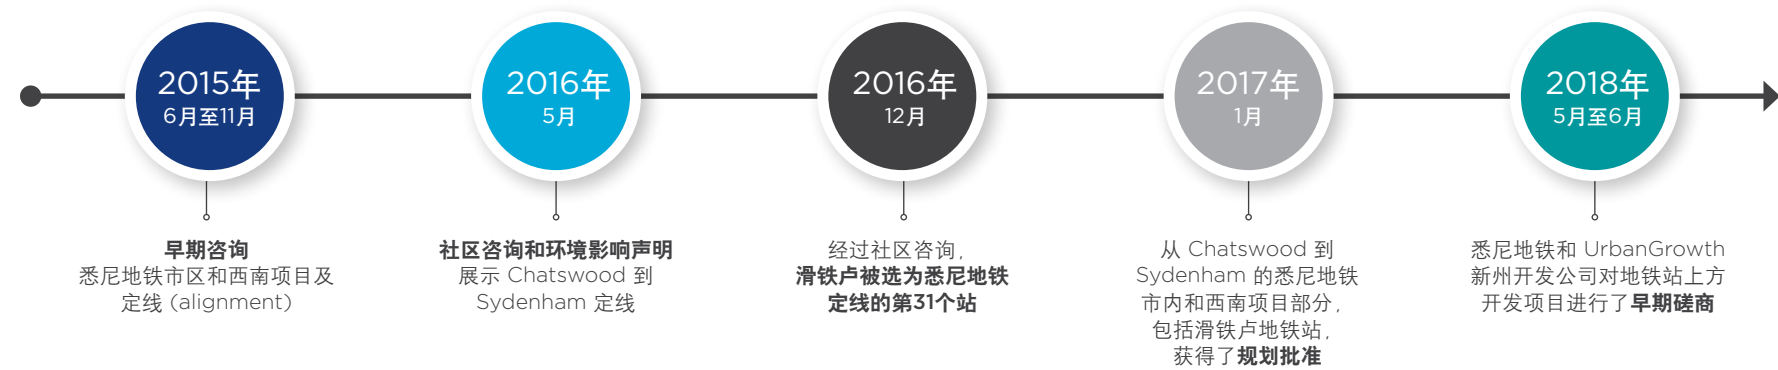 2015年
6月至11月
早期咨询
悉尼地铁市区和西南项目及
定线 (alignment)
2016年
5月
社区咨询和环境影响声明
展示 Chatswood 到
Sydenham 定线
2016年
12月
经过社区咨询，
滑铁卢被选为悉尼地铁
定线的第31个站
2017年
1月
从 Chatswood 到
Sydenham 的悉尼地铁
市内和西南项目部分，
包括滑铁卢地铁站，
获得了规划批准
2018年
5月至6月
悉尼地铁和 UrbanGrowth
新州开发公司对地铁站上方
开发项目进行了早期磋商